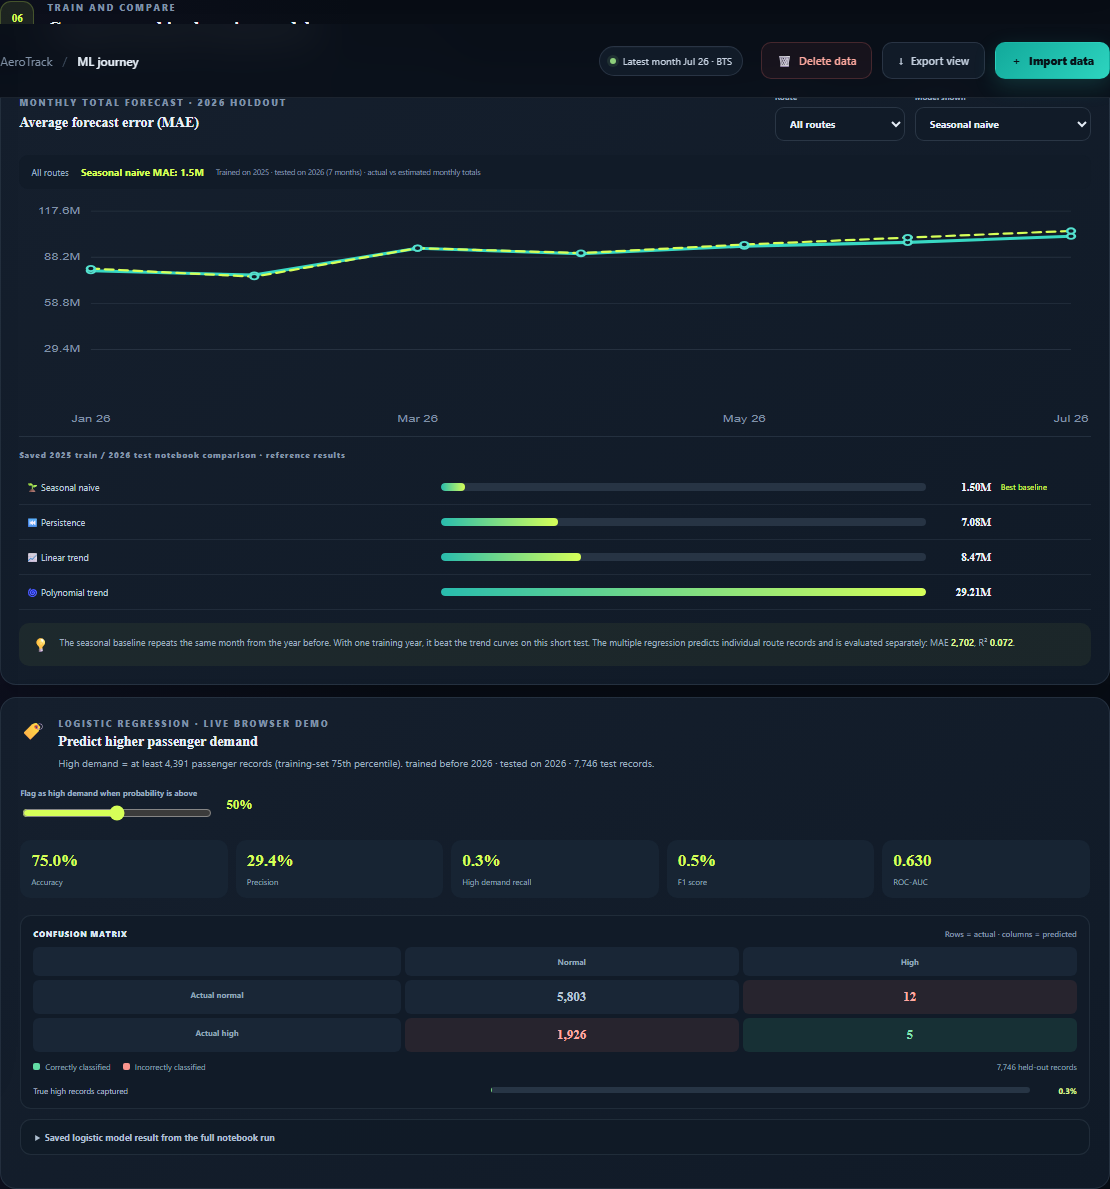 06
TRAIN AND COMPARE
AeroTrack / ML journey
Latest month Jul 26 · BTS
Delete data
↓ Export view
+ Import data
MONTHLY TOTAL FORECAST · 2026 HOLDOUT
Average forecast error (MAE)
All routes
Seasonal naive
All routes Seasonal naive MAE: 1.5M Trained on 2025 · tested on 2026 (7 months) · actual vs estimated monthly totals
117.6M
88.2M
58.8M
29.4M
Jan 26 Mar 26 May 26 Jul 26
Saved 2025 train / 2026 test notebook comparison · reference results
Seasonal naive 1.50M Best baseline
Persistence 7.08M
Linear trend 8.47M
Polynomial trend 29.21M
The seasonal baseline repeats the same month from the year before. With one training year, it beat the trend curves on this short test. The multiple regression predicts individual route records and is evaluated separately: MAE 2,702, R² 0.072.
LOGISTIC REGRESSION · LIVE BROWSER DEMO
Predict higher passenger demand
High demand = at least 4,391 passenger records (training-set 75th percentile). trained before 2026 · tested on 2026 · 7,746 test records.
Flag as high demand when probability is above
50%
75.0%
Accuracy
29.4%
Precision
0.3%
High demand recall
0.5%
F1 score
0.630
ROC-AUC
CONFUSION MATRIX
Rows = actual · columns = predicted
Normal High
Actual normal 5,803 12
Actual high 1,926 5
Correctly classified Incorrectly classified
7,746 held-out records
True high records captured 0.3%
▸ Saved logistic model result from the full notebook run